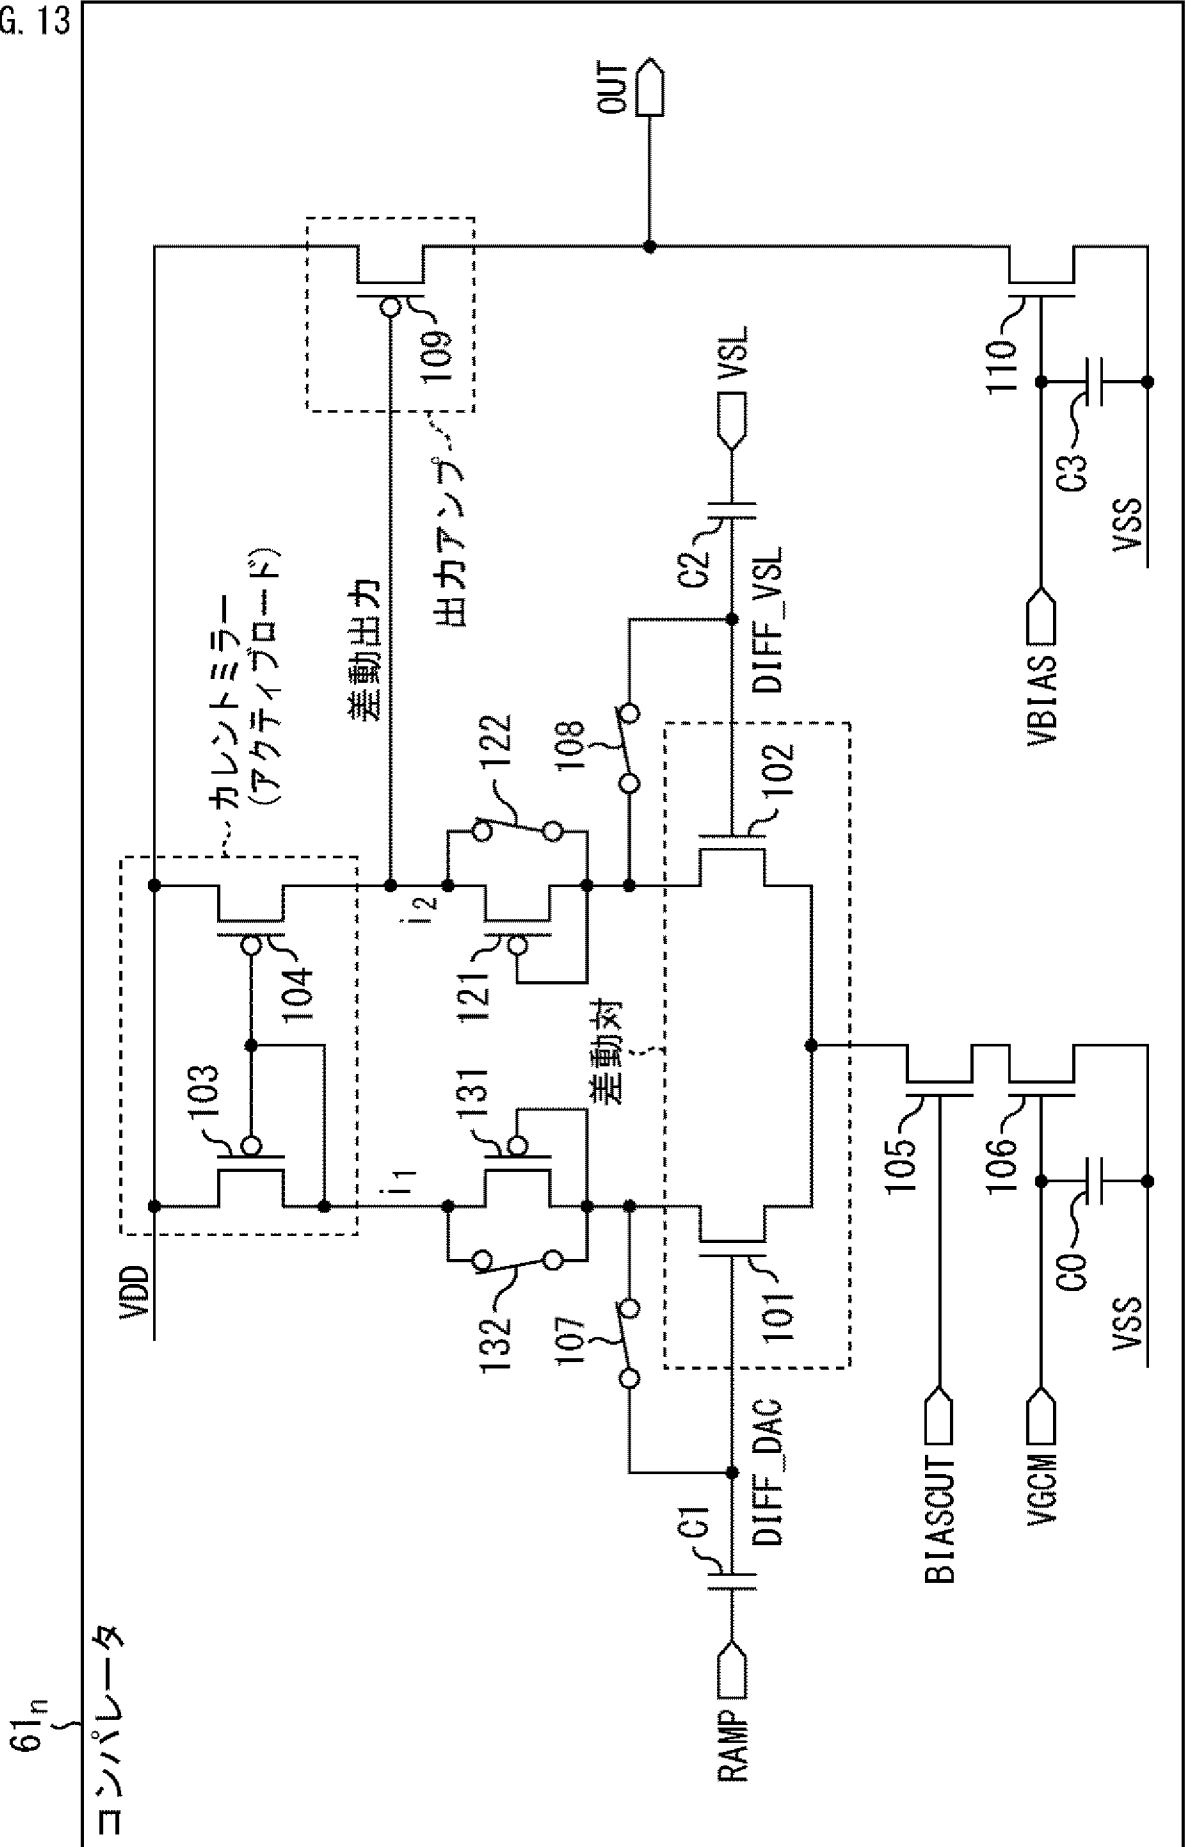 G. 13
61n
コンパレータ
VDD
カレントミラー
(アクティブロード)
103
104
i1
i2
差動出力
出力アンプ
109
OUT
132
131
121
122
107
108
差動対
101
102
RAMP
C1
DIFF_DAC
DIFF_VSL
C2
VSL
BIASCUT
105
VGCM
106
C0
VSS
VBIAS
110
C3
VSS